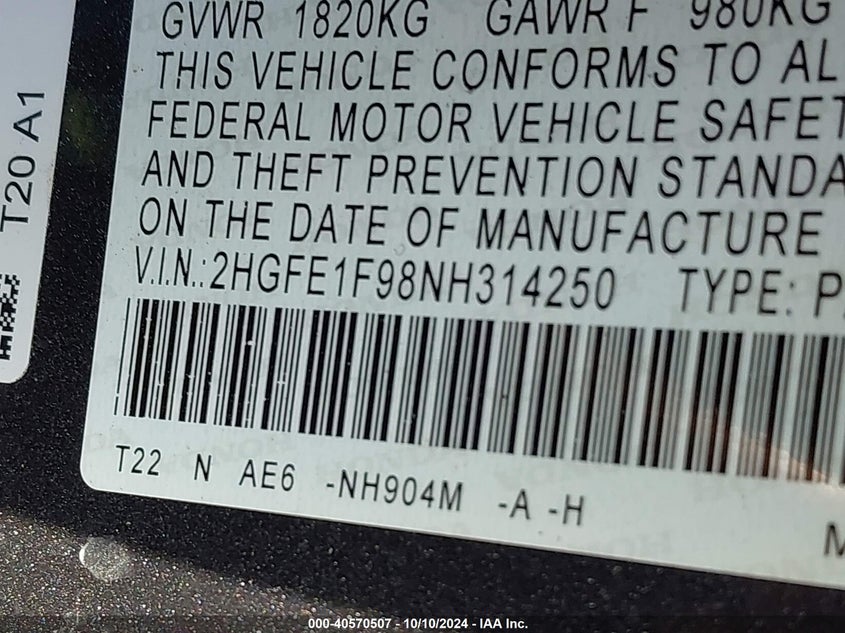 T20 A1
GVWR 1820KG GAWR F 980KG
THIS VEHICLE CONFORMS TO AL
FEDERAL MOTOR VEHICLE SAFET
AND THEFT PREVENTION STANDA
ON THE DATE OF MANUFACTURE
V.I.N.:2HGFE1F98NH314250 TYPE: P
T22 N AE6 -NH904M -A -H
M
000-40570507 - 10/10/2024 - IAA Inc.